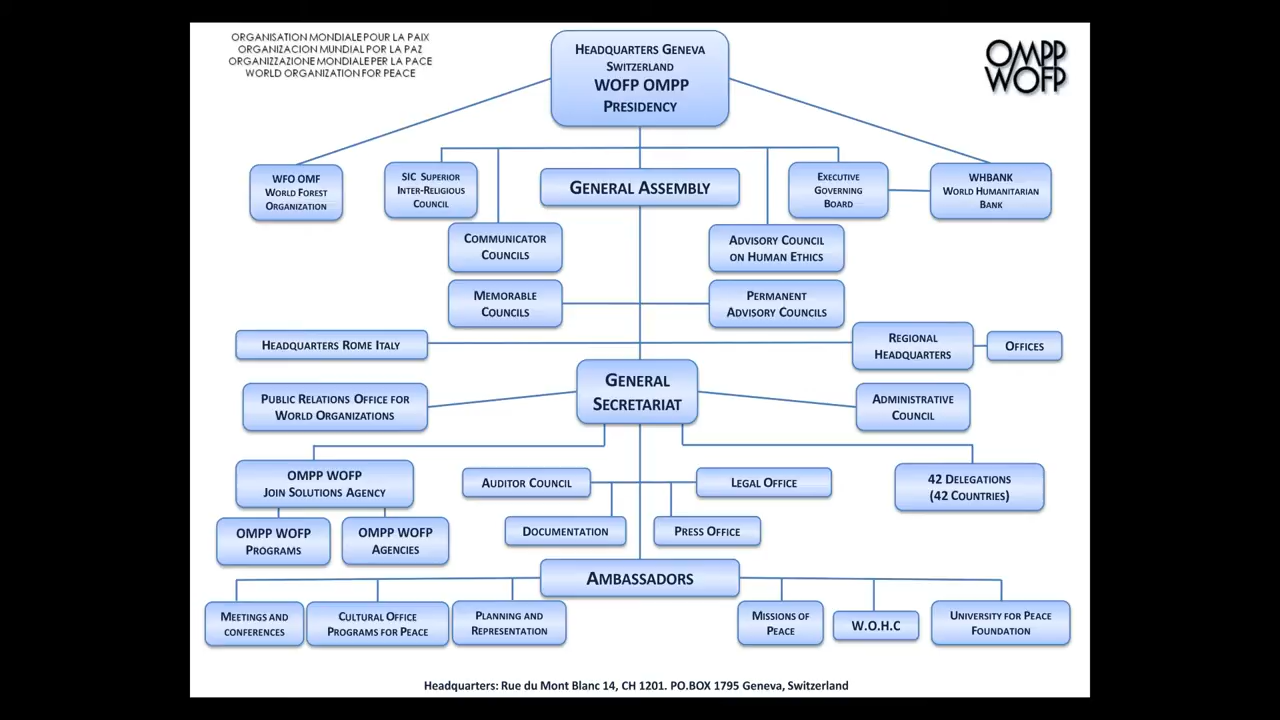 ORGANISATION MONDIALE POUR LA PAIX
ORGANIZACION MUNDIAL POR LA PAZ
ORGANIZZAZIONE MONDIALE PER LA PACE
WORLD ORGANIZATION FOR PEACE
HEADQUARTERS GENEVA
SWITZERLAND
WOFP OMPP
PRESIDENCY
OMPP
WOFP
WFO OMF
WORLD FOREST
ORGANIZATION
SIC SUPERIOR
INTER-RELIGIOUS
COUNCIL
GENERAL ASSEMBLY
EXECUTIVE
GOVERNING
BOARD
WHBANK
WORLD HUMANITARIAN
BANK
COMMUNICATOR
COUNCILS
ADVISORY COUNCIL
ON HUMAN ETHICS
MEMORABLE
COUNCILS
PERMANENT
ADVISORY COUNCILS
HEADQUARTERS ROME ITALY
REGIONAL
HEADQUARTERS
OFFICES
GENERAL
SECRETARIAT
PUBLIC RELATIONS OFFICE FOR
WORLD ORGANIZATIONS
ADMINISTRATIVE
COUNCIL
OMPP WOFP
JOIN SOLUTIONS AGENCY
AUDITOR COUNCIL
LEGAL OFFICE
42 DELEGATIONS
(42 COUNTRIES)
OMPP WOFP
PROGRAMS
OMPP WOFP
AGENCIES
DOCUMENTATION
PRESS OFFICE
AMBASSADORS
MEETINGS AND
CONFERENCES
CULTURAL OFFICE
PROGRAMS FOR PEACE
PLANNING AND
REPRESENTATION
MISSIONS OF
PEACE
W.O.H.C
UNIVERSITY FOR PEACE
FOUNDATION
Headquarters: Rue du Mont Blanc 14, CH 1201. PO.BOX 1795 Geneva, Switzerland